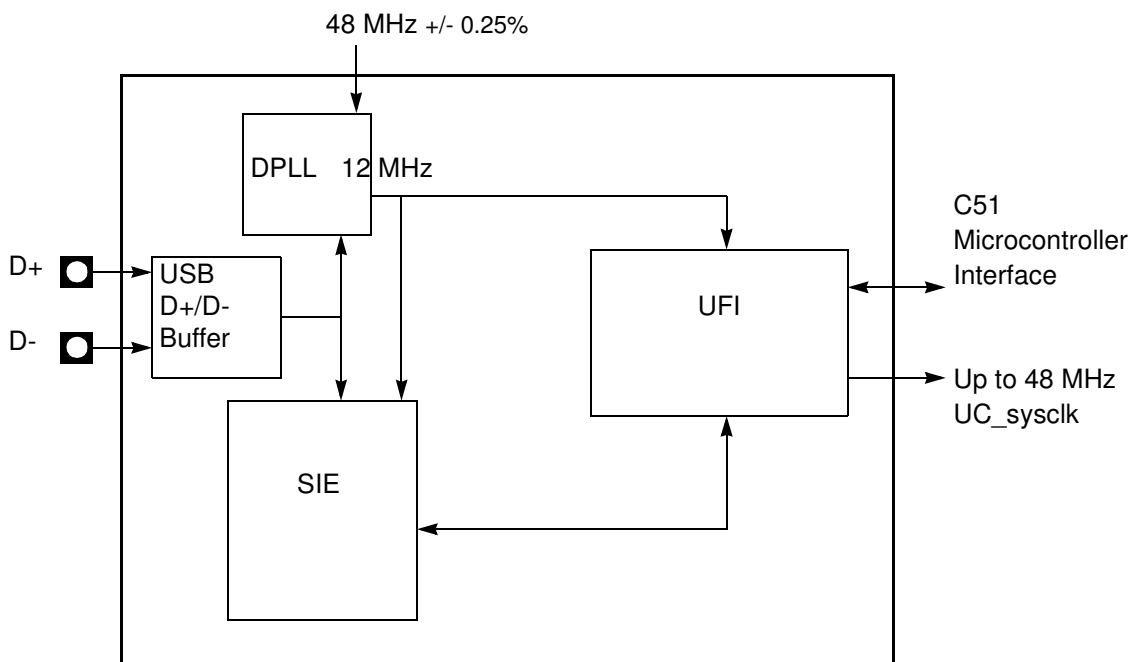 48 MHz +/- 0.25%
DPLL 12 MHz
C51
Microcontroller
Interface
D+
USB
D+/D-
Buffer
UFI
D-
Up to 48 MHz
UC_sysclk
SIE